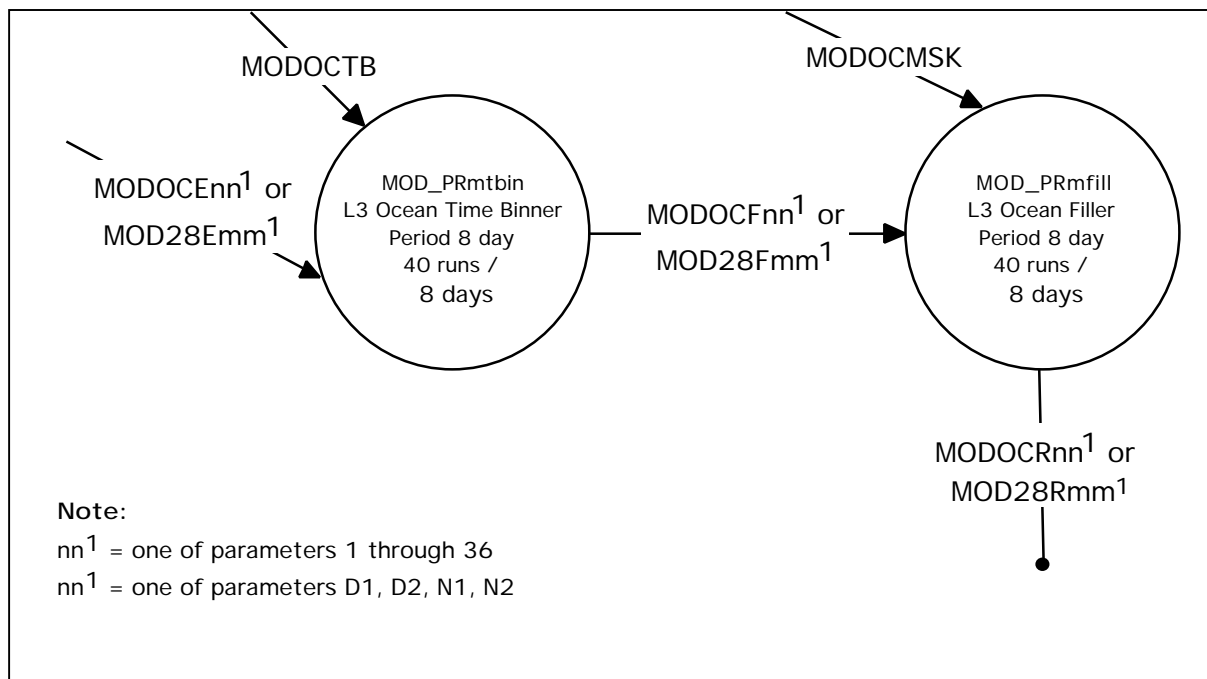 MODOCTB
MODOCMSK
MODOCEnn¹ or
MOD28Emm¹
MOD_PRmtbin
L3 Ocean Time Binner
Period 8 day
40 runs /
8 days
MODOCFnn¹ or
MOD28Fmm¹
MOD_PRmfill
L3 Ocean Filler
Period 8 day
40 runs /
8 days
MODOCRnn¹ or
MOD28Rmm¹
Note:
nn¹ = one of parameters 1 through 36
nn¹ = one of parameters D1, D2, N1, N2